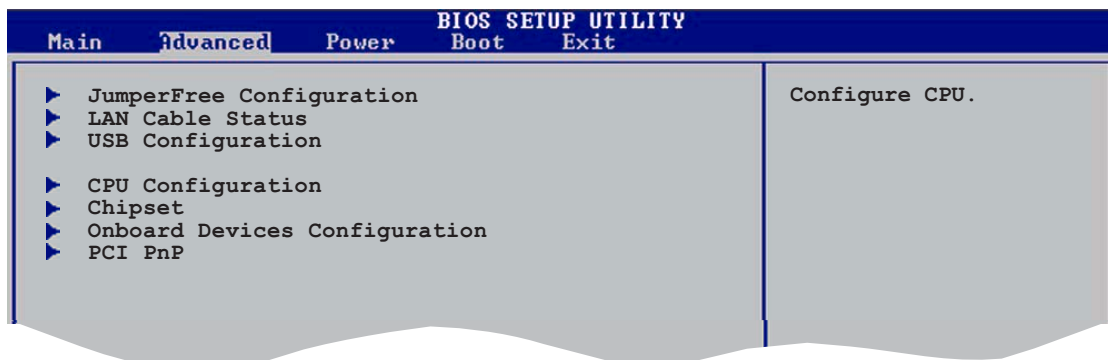 BIOS SETUP UTILITY
Main Advanced Power Boot Exit
JumperFree Configuration
LAN Cable Status
USB Configuration
CPU Configuration
Chipset
Onboard Devices Configuration
PCI PnP
Configure CPU.